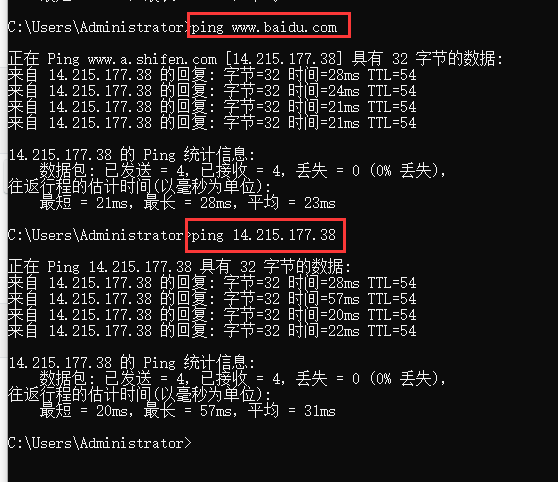 C:\Users\Administrator>ping www.baidu.com
正在 Ping www.a.shifen.com [14.215.177.38] 具有 32 字节的数据:
来自 14.215.177.38 的回复: 字节=32 时间=28ms TTL=54
来自 14.215.177.38 的回复: 字节=32 时间=24ms TTL=54
来自 14.215.177.38 的回复: 字节=32 时间=21ms TTL=54
来自 14.215.177.38 的回复: 字节=32 时间=21ms TTL=54
14.215.177.38 的 Ping 统计信息:
数据包: 已发送 = 4，已接收 = 4，丢失 = 0 (0% 丢失)，
往返行程的估计时间(以毫秒为单位):
最短 = 21ms，最长 = 28ms，平均 = 23ms
C:\Users\Administrator>ping 14.215.177.38
正在 Ping 14.215.177.38 具有 32 字节的数据:
来自 14.215.177.38 的回复: 字节=32 时间=28ms TTL=54
来自 14.215.177.38 的回复: 字节=32 时间=57ms TTL=54
来自 14.215.177.38 的回复: 字节=32 时间=20ms TTL=54
来自 14.215.177.38 的回复: 字节=32 时间=22ms TTL=54
14.215.177.38 的 Ping 统计信息:
数据包: 已发送 = 4，已接收 = 4，丢失 = 0 (0% 丢失)，
往返行程的估计时间(以毫秒为单位):
最短 = 20ms，最长 = 57ms，平均 = 31ms
C:\Users\Administrator>